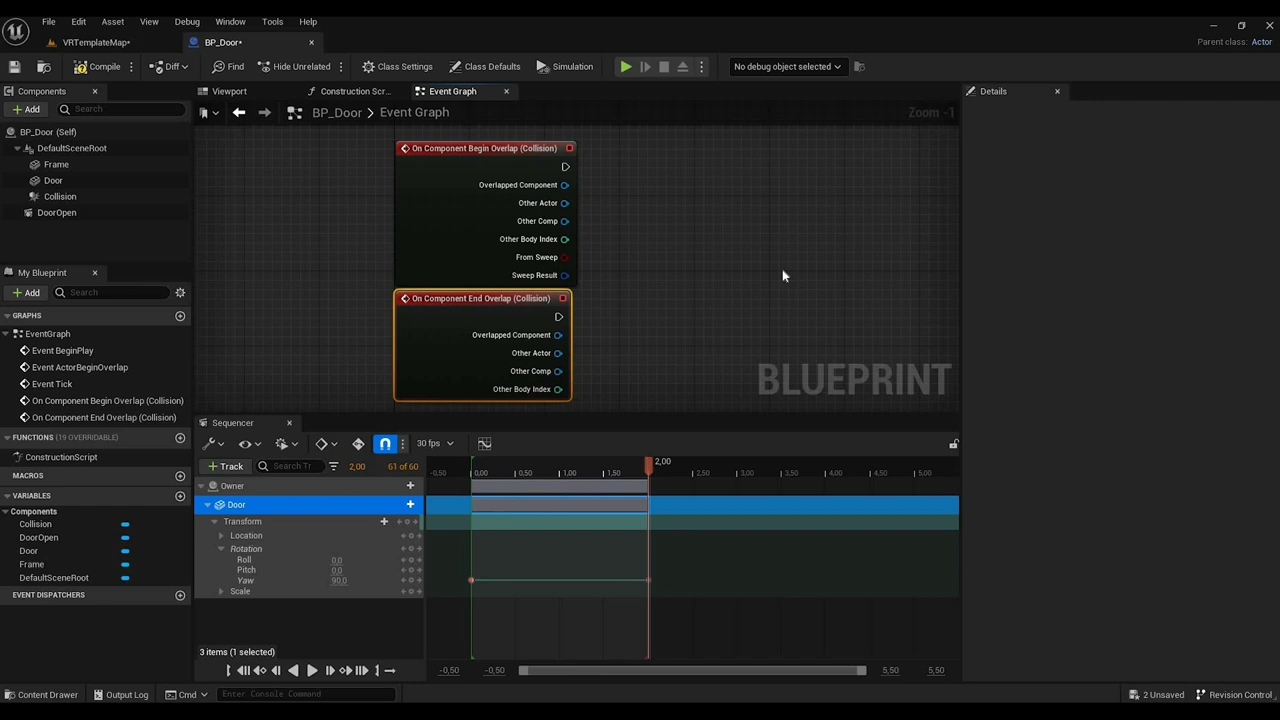 File Edit Asset View Debug Window Tools Help
VRTemplateMap* BP_Door* Parent class: Actor
Compile Diff Find Hide Unrelated Class Settings Class Defaults Simulation No debug object selected
Components Viewport Construction Scr... Event Graph Details
Add Search BP_Door > Event Graph Zoom -1
BP_Door (Self)
DefaultSceneRoot
Frame
Door
Collision
DoorOpen
On Component Begin Overlap (Collision)
Overlapped Component
Other Actor
Other Comp
Other Body Index
From Sweep
Sweep Result
On Component End Overlap (Collision)
Overlapped Component
Other Actor
Other Comp
Other Body Index
BLUEPRINT
My Blueprint
Add Search
GRAPHS
EventGraph
Event BeginPlay
Event ActorBeginOverlap
Event Tick
On Component Begin Overlap (Collision)
On Component End Overlap (Collision)
FUNCTIONS (19 OVERRIDABLE)
ConstructionScript
MACROS
VARIABLES
Components
Collision
DoorOpen
Door
Frame
DefaultSceneRoot
EVENT DISPATCHERS
Sequencer
30 fps
Track Search Tr 2,00 61 of 60 2,00
-0,50 0,00 0,50 1,00 1,50 2,50 3,00 3,50 4,00 4,50 5,00
Owner
Door
Transform
Location
Rotation
Roll 0,0
Pitch 0,0
Yaw 90,0
Scale
3 items (1 selected)
-0,50 -0,50 5,50 5,50
Content Drawer Output Log Cmd Enter Console Command 2 Unsaved Revision Control